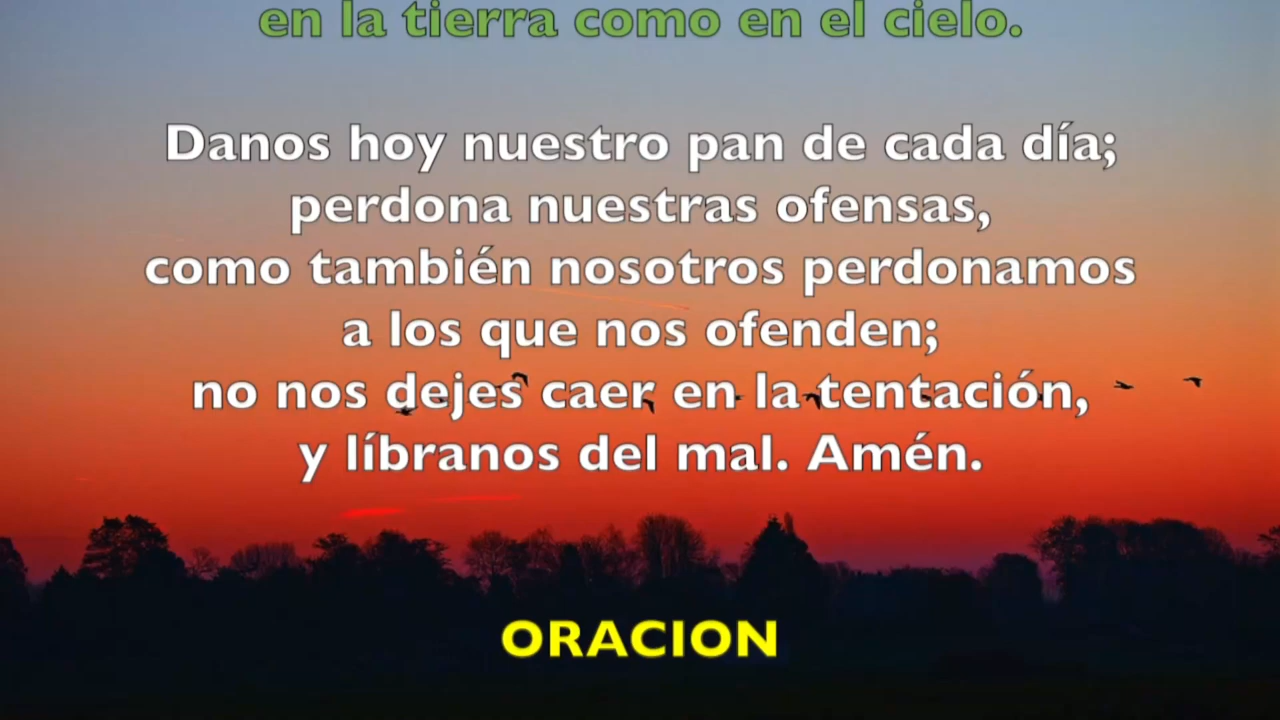 en la tierra como en el cielo.
Danos hoy nuestro pan de cada día;
perdona nuestras ofensas,
como también nosotros perdonamos
a los que nos ofenden;
no nos dejes caer en la tentación,
y líbranos del mal. Amén.
ORACION